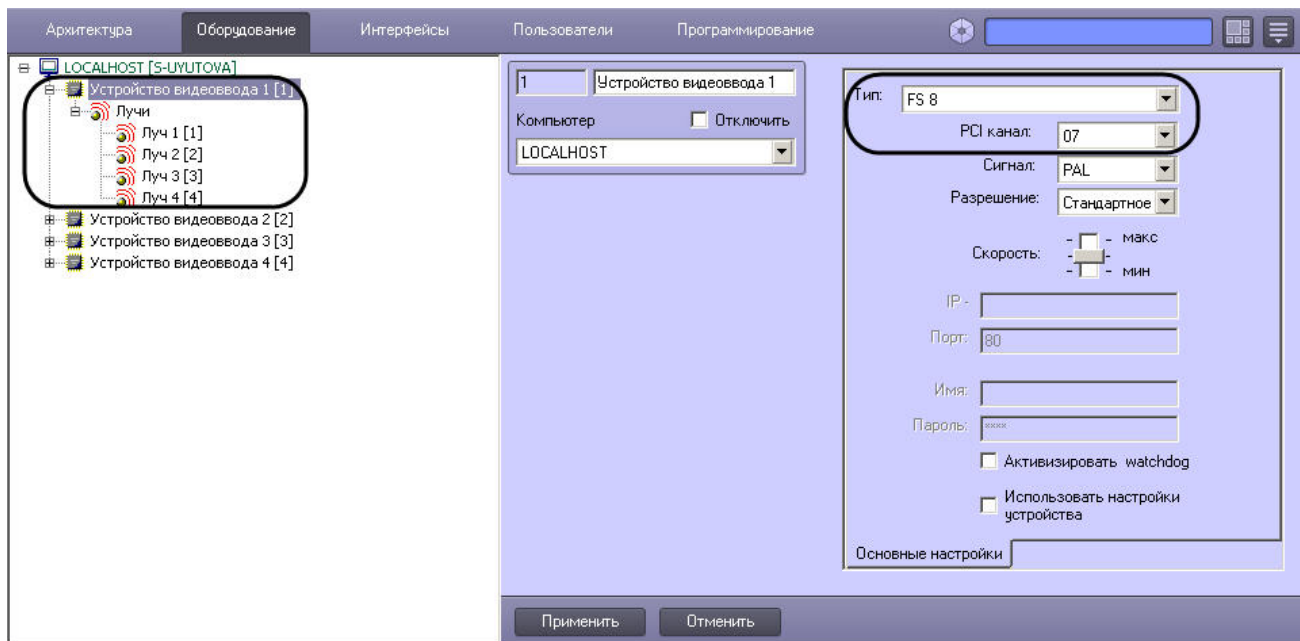 Архитектура Оборудование Интерфейсы Пользователи Программирование
LOCALHOST [S-UYUTOVA]
Устройство видеоввода 1 [1]
Лучи
Луч 1 [1]
Луч 2 [2]
Луч 3 [3]
Луч 4 [4]
Устройство видеоввода 2 [2]
Устройство видеоввода 3 [3]
Устройство видеоввода 4 [4]
1 Устройство видеоввода 1
Компьютер Отключить
LOCALHOST
Тип: FS 8
PCI канал: 07
Сигнал: PAL
Разрешение: Стандартное
макс
Скорость:
мин
IP -
Порт: 80
Имя:
Пароль: ****
Активизировать watchdog
Использовать настройки
устройства
Основные настройки
Применить Отменить